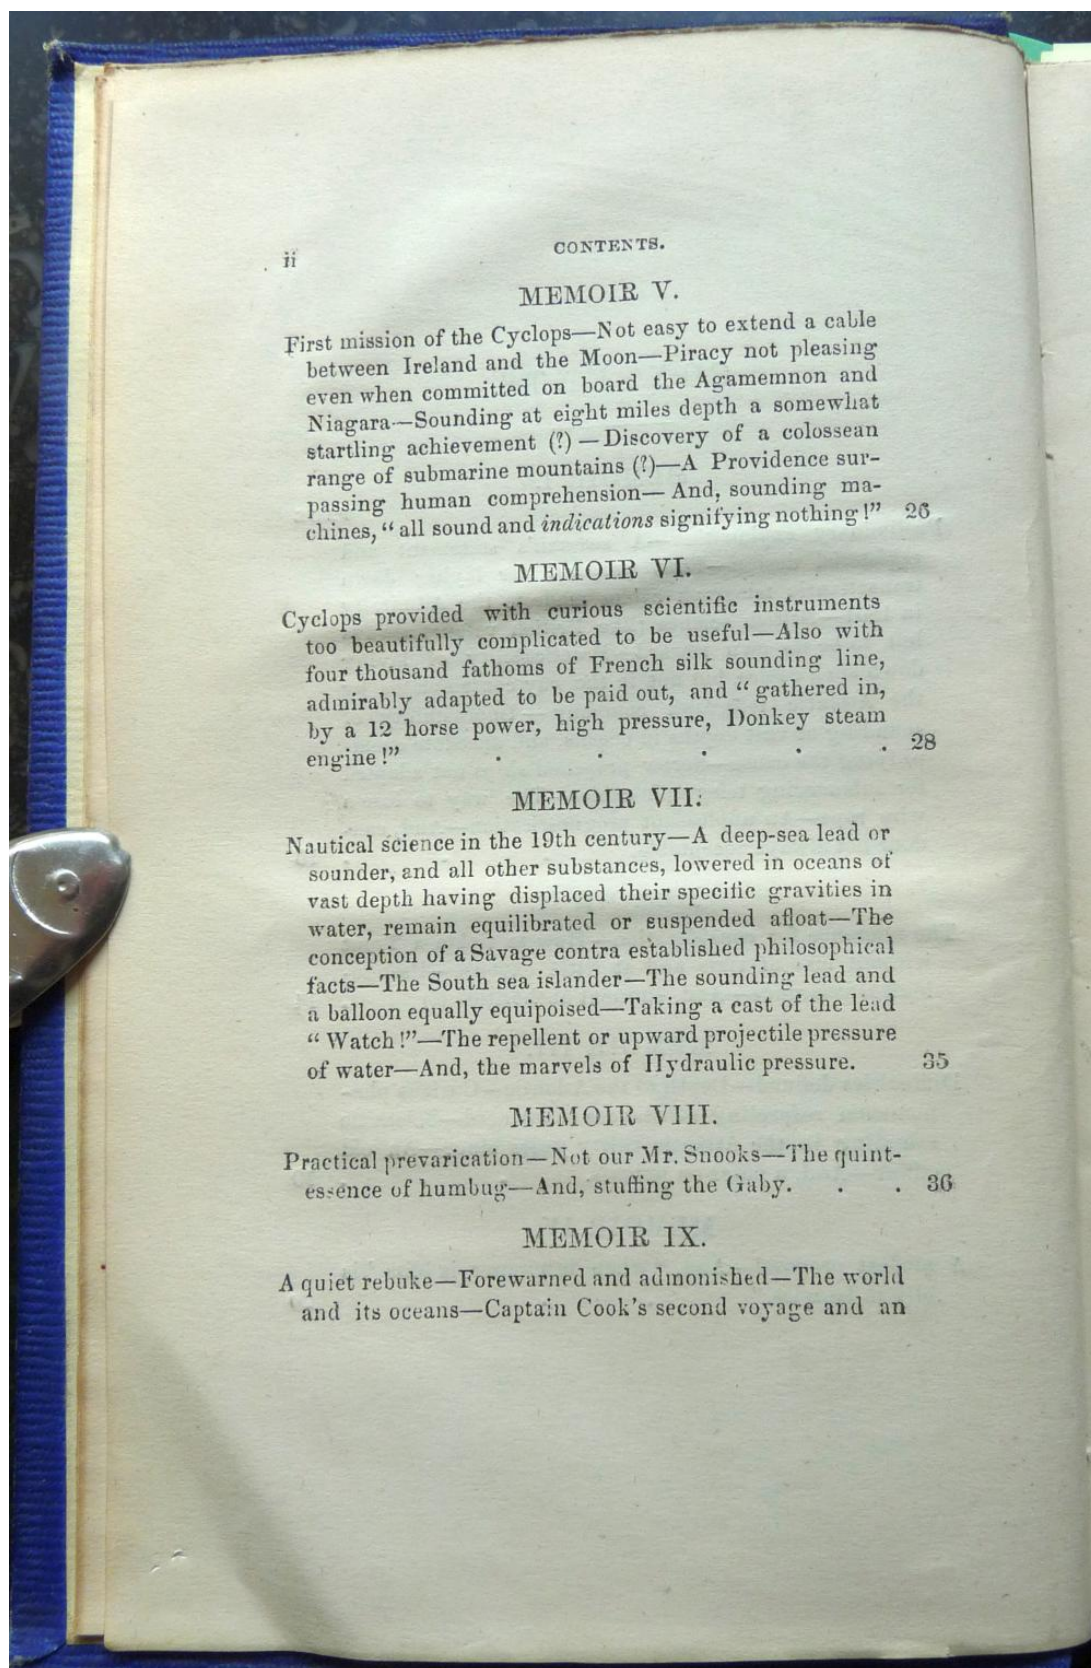 ii
CONTENTS.
MEMOIR V.
First mission of the Cyclops—Not easy to extend a cable
between Ireland and the Moon—Piracy not pleasing
even when committed on board the Agamemnon and
Niagara—Sounding at eight miles depth a somewhat
startling achievement (?) —Discovery of a colossean
range of submarine mountains (?)—A Providence sur-
passing human comprehension— And, sounding ma-
chines, “ all sound and indications signifying nothing !” 26
MEMOIR VI.
Cyclops provided with curious scientific instruments
too beautifully complicated to be useful—Also with
four thousand fathoms of French silk sounding line,
admirably adapted to be paid out, and “ gathered in,
by a 12 horse power, high pressure, Donkey steam
engine !” . . . . . 28
MEMOIR VII.
Nautical science in the 19th century—A deep-sea lead or
sounder, and all other substances, lowered in oceans of
vast depth having displaced their specific gravities in
water, remain equilibrated or suspended afloat—The
conception of a Savage contra established philosophical
facts—The South sea islander—The sounding lead and
a balloon equally equipoised—Taking a cast of the lead
“ Watch !”—The repellent or upward projectile pressure
of water—And, the marvels of Hydraulic pressure. 35
MEMOIR VIII.
Practical prevarication—Not our Mr. Snooks—The quint-
essence of humbug—And, stuffing the Gaby. . . 36
MEMOIR IX.
A quiet rebuke—Forewarned and admonished—The world
and its oceans—Captain Cook's second voyage and an